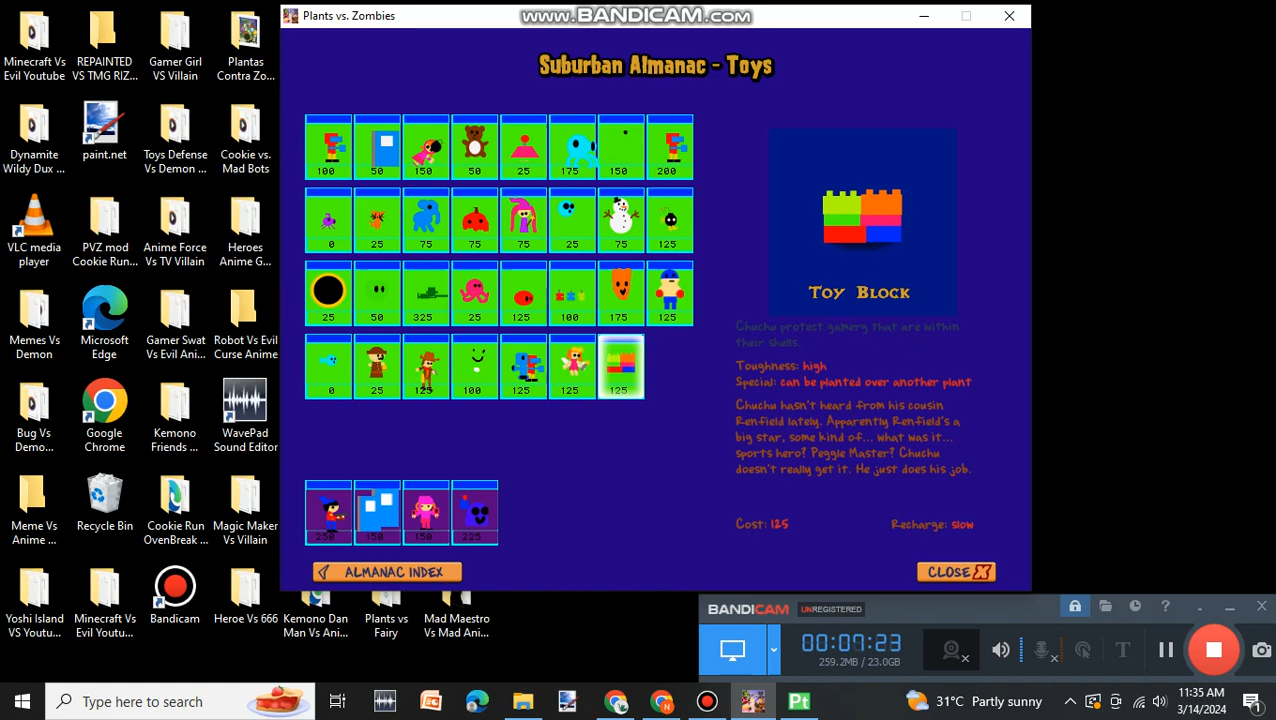 Plants vs. Zombies
www.BANDICAM.com
Suburban Almanac - Toys
100 50 150 50 25 175 150 200
0 25 75 75 75 25 75 125
25 50 325 25 125 100 175 125
0 25 125 100 125 125 125
250 150 150 225
Toy Block
Chuchu protect gamery that are within
their shells.
Toughness: high
Special: can be planted over another plant
Chuchu hasn't heard from his cousin
Renfield lately. Apparently Renfield's a
big star, some kind of... what was it...
sports hero? Peggle Master? Chuchu
doesn't really get it. He just does his job.
Cost: 125
Recharge: slow
ALMANAC INDEX
CLOSE
Minecraft Vs
Evil Youtube
REPAINTED
VS TMG RIZ...
Gamer Girl
VS Villain
Plantas
Contra Zo...
Dynamite
Wildy Dux ...
paint.net
Toys Defense
Vs Demon ...
Cookie vs.
Mad Bots
VLC media
player
PVZ mod
Cookie Run...
Anime Force
Vs TV Villain
Heroes
Anime G...
Memes Vs
Demon
Microsoft
Edge
Gamer Swat
Vs Evil Ani...
Robot Vs Evil
Curse Anime
Bug Vs
Demo...
Google
Chrome
Kemono
Friends ...
WavePad
Sound Editor
Meme Vs
Anime ...
Recycle Bin
Cookie Run
OvenBreak ...
Magic Maker
Vs Villain
Yoshi Island
VS Youtu...
Minecraft Vs
Evil Youtu...
Bandicam
Heroe Vs 666
Kemono Dan
Man Vs Ani...
Plants vs
Fairy
Mad Maestro
Vs Mad Any...
BANDICAM
UNREGISTERED
00:07:23
259.2MB / 23.0GB
Type here to search
31°C Partly sunny
11:35 AM
3/14/2024
1